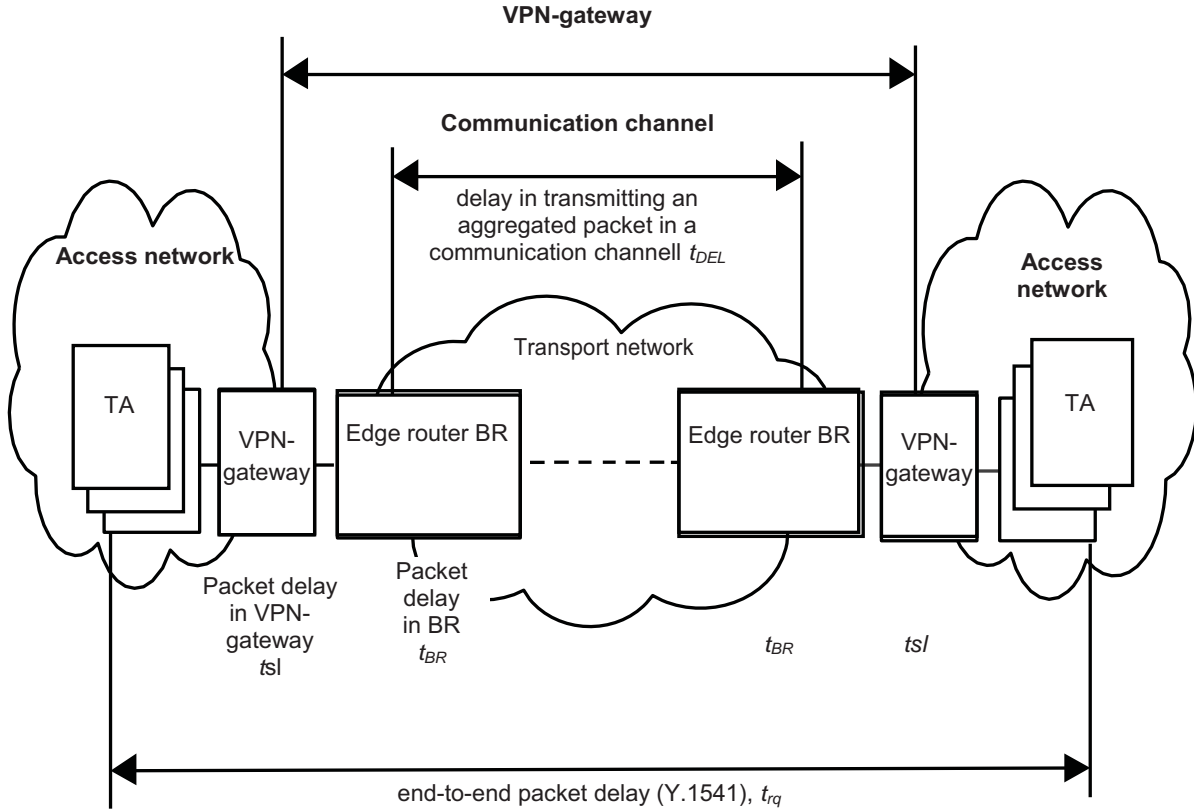 VPN-gateway
Communication channel
delay in transmitting an
aggregated packet in a
communication channell tDEL
Access network
Access
network
Transport network
TA
VPN-
gateway
Edge router BR
Edge router BR
VPN-
gateway
TA
Packet delay
in VPN-
gateway
tsl
Packet
delay
in BR
tBR
tBR
tsl
end-to-end packet delay (Y.1541), trq